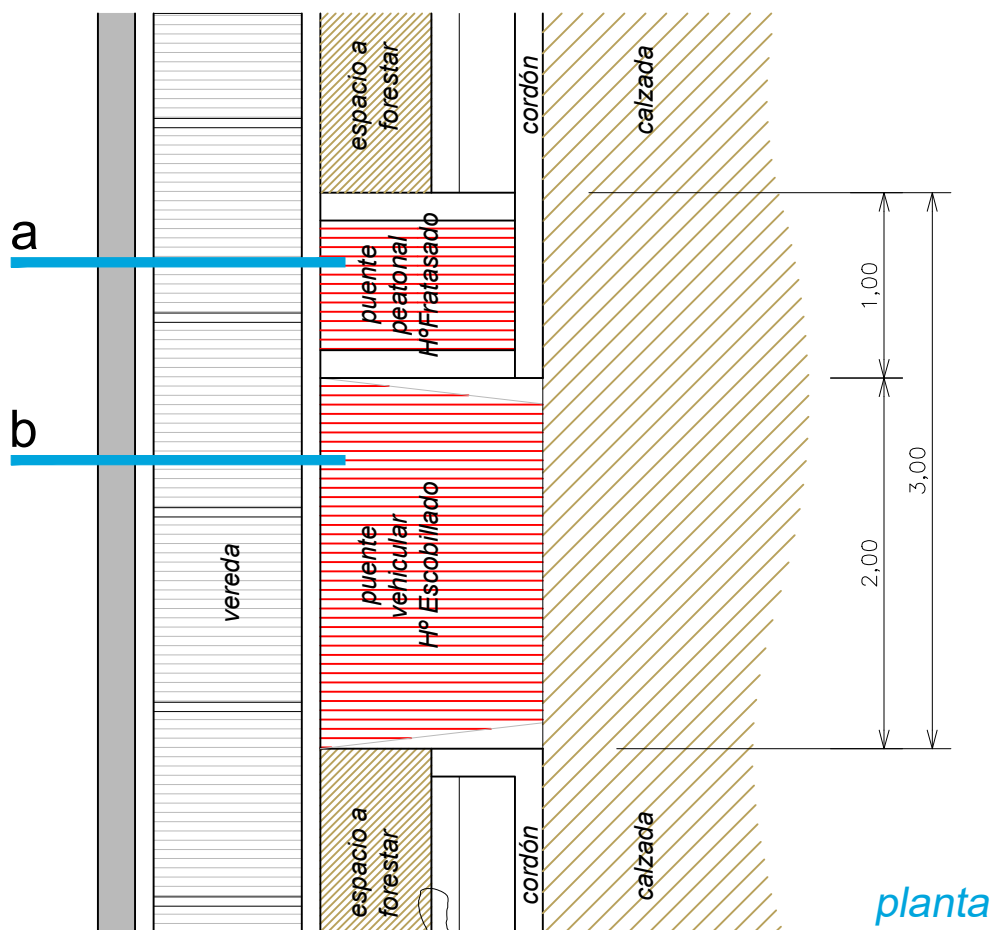 espacio a
forestar
cordón
calzada
a
puente
peatonal
HºFratasado
1,00
b
3,00
2,00
vereda
puente
vehicular
Hº Escobillado
espacio a
forestar
cordón
calzada
planta